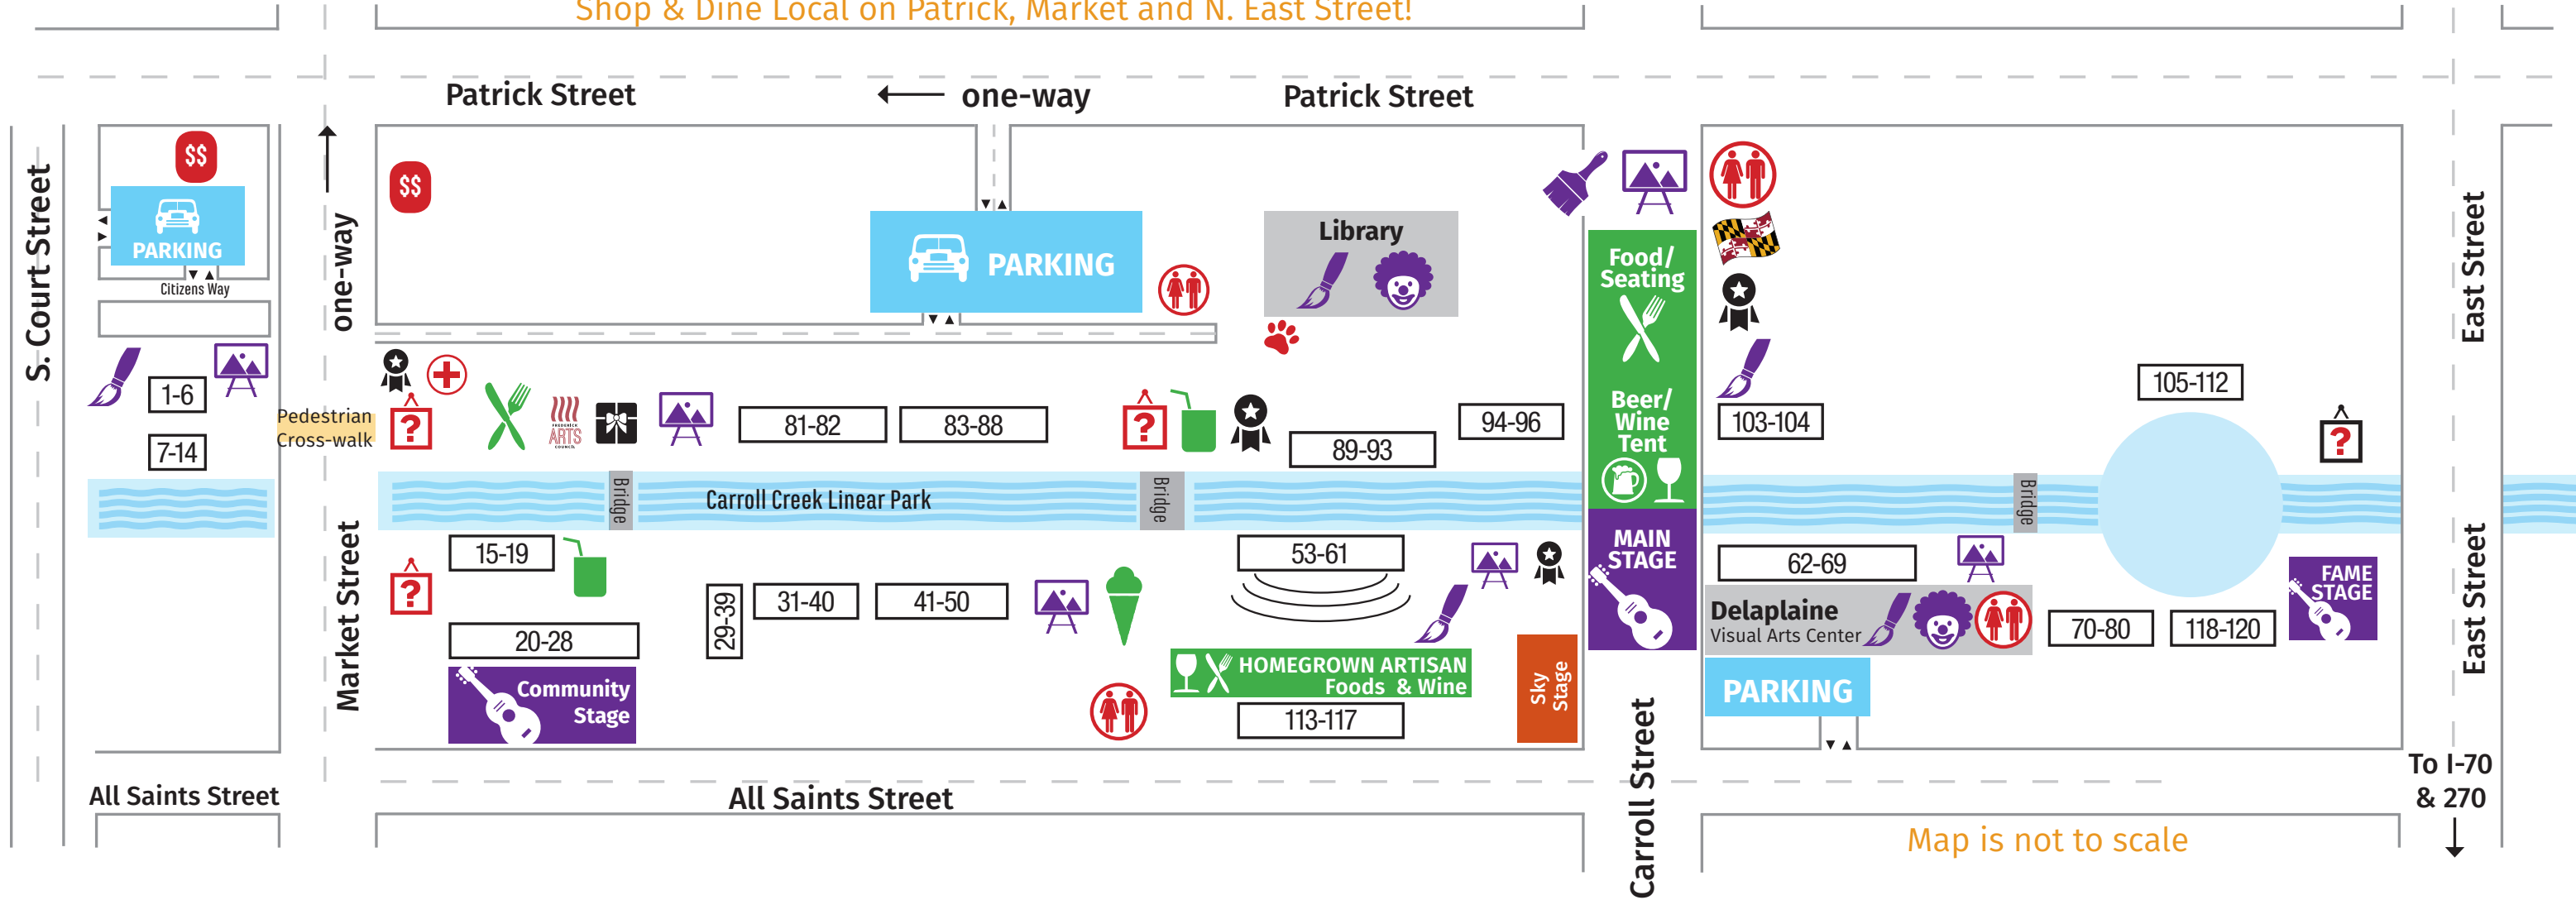 Shop & Dine Local on Patrick, Market and N. East Street!
Patrick Street
one-way
Patrick Street
S. Court Street
$$
PARKING
Citizens Way
one-way
$$
PARKING
Library
Food/
Seating
Beer/
Wine
Tent
East Street
1-6
7-14
Pedestrian
Cross-walk
?
FREDERICK
ARTS
COUNCIL
81-82
83-88
?
89-93
94-96
103-104
105-112
?
Bridge
Carroll Creek Linear Park
Bridge
Bridge
MAIN
STAGE
Market Street
?
15-19
20-28
29-39
31-40
41-50
53-61
62-69
Delaplaine
Visual Arts Center
70-80
118-120
FAME
STAGE
East Street
Community
Stage
HOMEGROWN ARTISAN
Foods & Wine
113-117
Sky
Stage
PARKING
All Saints Street
All Saints Street
Carroll Street
To I-70
& 270
Map is not to scale